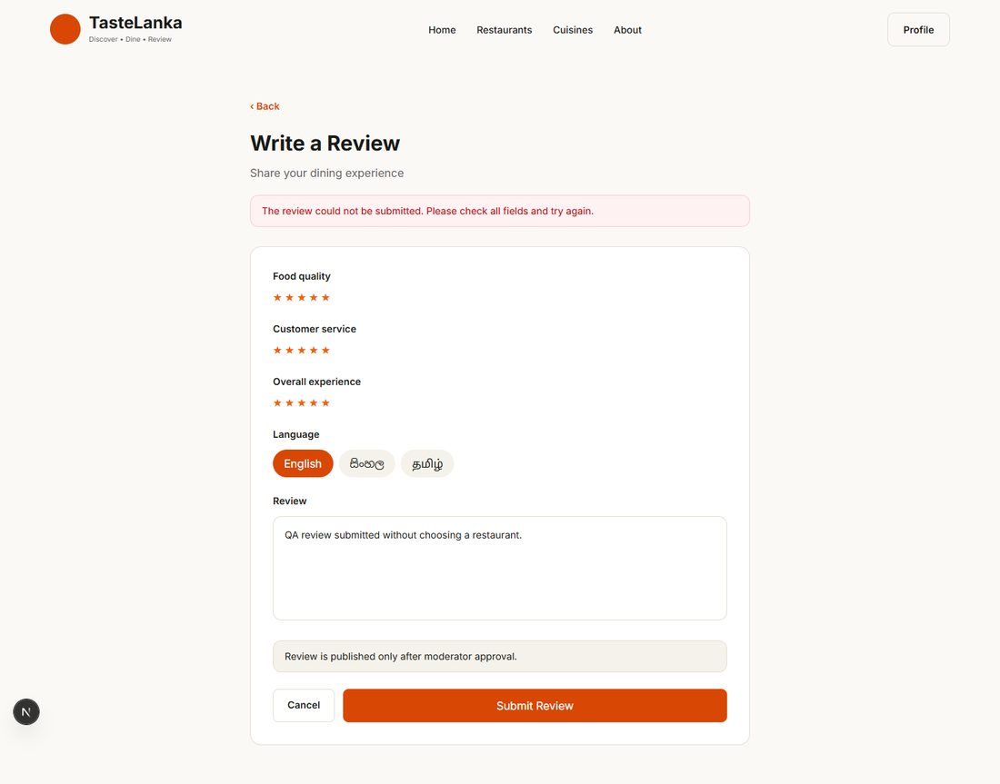 TasteLanka
Discover • Dine • Review
Home
Restaurants
Cuisines
About
Profile
‹ Back
Write a Review
Share your dining experience
The review could not be submitted. Please check all fields and try again.
Food quality
★ ★ ★ ★ ★
Customer service
★ ★ ★ ★ ★
Overall experience
★ ★ ★ ★ ★
Language
English
සිංහල
தமிழ்
Review
QA review submitted without choosing a restaurant.
Review is published only after moderator approval.
Cancel
Submit Review
N